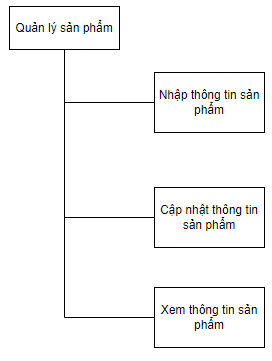 Quản lý sản phẩm
Nhập thông tin sản
phẩm
Cập nhật thông tin
sản phẩm
Xem thông tin sản
phẩm